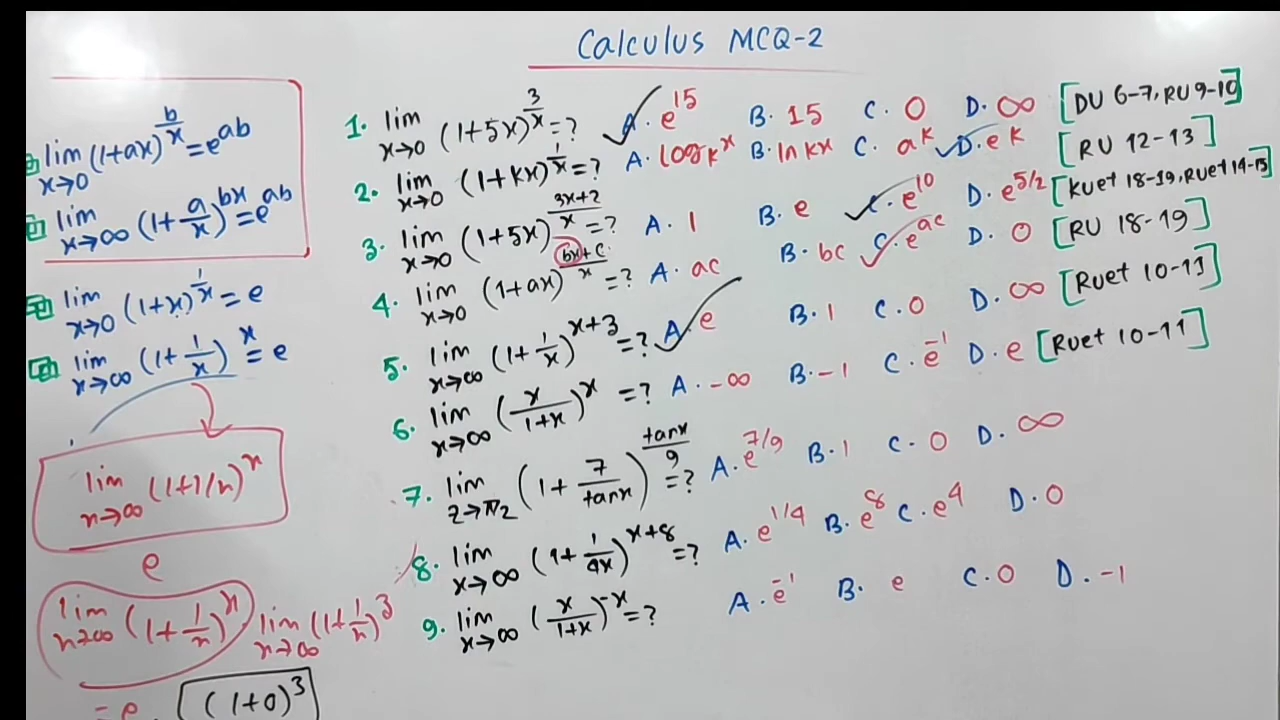 Calculus MCQ-2
lim x→0 (1+ax)^(b/x) = e^(ab)
lim x→∞ (1+a/x)^(bx) = e^(ab)
lim x→0 (1+x)^(1/x) = e
lim x→∞ (1+1/x)^x = e
lim x→∞ (1+1/x)^x
e
lim x→∞ (1+1/x)^x . lim x→∞ (1+1/x)^3
= e . (1+0)^3
1. lim x→0 (1+5x)^(3/x) = ? A. e^15 B. 15 C. 0 D. ∞ [DU 6-7, RU 9-10]
2. lim x→0 (1+kx)^(1/x) = ? A. logk^x B. ln kx C. a^k D. e^k [RU 12-13]
3. lim x→0 (1+5x)^((3x+2)/x) = ? A. 1 B. e C. e^10 D. e^(5/2) [Kuet 18-19, Ruet 14-15]
4. lim x→0 (1+ax)^((bx+c)/x) = ? A. ac B. bc C. e^(ac) D. 0 [RU 18-19]
5. lim x→∞ (1+1/x)^(x+3) = ? A. e B. 1 C. 0 D. ∞ [Ruet 10-11]
6. lim x→∞ (x/(1+x))^x = ? A. -∞ B. -1 C. e^-1 D. e [Ruet 10-11]
7. lim z→π/2 (1+7/tanx)^(tanx/9) = ? A. e^(7/9) B. 1 C. 0 D. ∞
8. lim x→∞ (1+1/4x)^(x+8) = ? A. e^(1/4) B. e^8 C. e^4 D. 0
9. lim x→∞ (x/(1+x))^-x = ? A. e^-1 B. e C. 0 D. -1